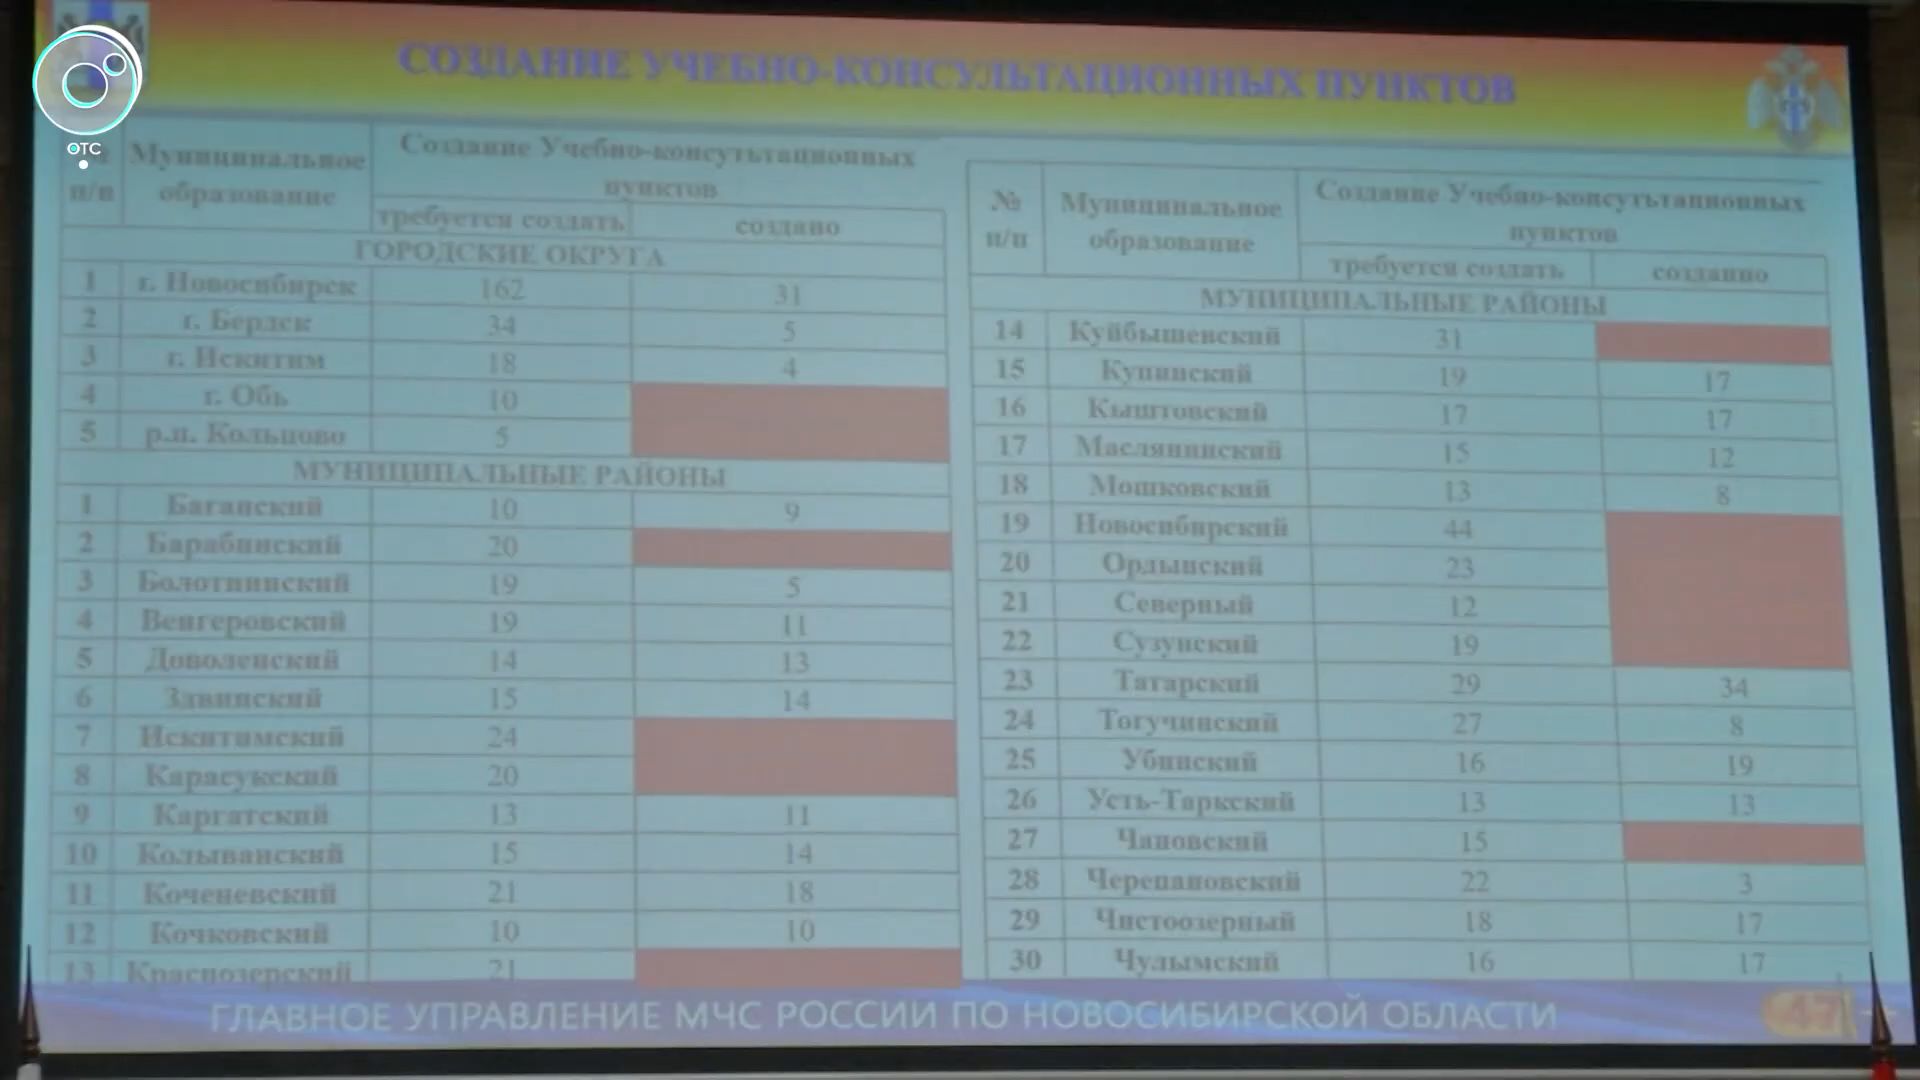 СОЗДАНИЕ УЧЕБНО-КОНСУЛЬТАЦИОННЫХ ПУНКТОВ
ОТС
п/п Муниципальное образование Создание Учебно-консутьтационных пунктов
требуется создать создано
ГОРОДСКИЕ ОКРУГА
1 г. Новосибирск 162 31
2 г. Бердск 34 5
3 г. Искитим 18 4
4 г. Обь 10
5 р.п. Кольцово 5
МУНИЦИПАЛЬНЫЕ РАЙОНЫ
1 Баганский 10 9
2 Барабинский 20
3 Болотнинский 19 5
4 Венгеровский 19 11
5 Доволенский 14 13
6 Здвинский 15 14
7 Искитимский 24
8 Карасукский 20
9 Каргатский 13 11
10 Колыванский 15 14
11 Коченевский 21 18
12 Кочковский 10 10
13 Краснозерский 21
№ п/п Муниципальное образование Создание Учебно-консутьтационных пунктов
требуется создать созданно
МУНИЦИПАЛЬНЫЕ РАЙОНЫ
14 Куйбышевский 31
15 Купинский 19 17
16 Кыштовский 17 17
17 Маслянинский 15 12
18 Мошковский 13 8
19 Новосибирский 44
20 Ордынский 23
21 Северный 12
22 Сузунский 19
23 Татарский 29 34
24 Тогучинский 27 8
25 Убинский 16 19
26 Усть-Таркский 13 13
27 Чановский 15
28 Черепановский 22 3
29 Чистоозерный 18 17
30 Чулымский 16 17
ГЛАВНОЕ УПРАВЛЕНИЕ МЧС РОССИИ ПО НОВОСИБИРСКОЙ ОБЛАСТИ
47